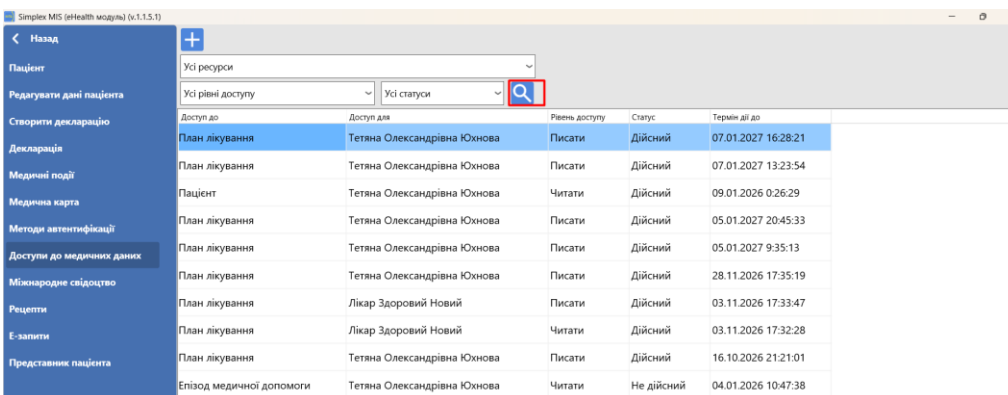 Simplex MIS (eHealth модуль) (v.1.1.5.1)
Назад
Пацієнт
Редагувати дані пацієнта
Створити декларацію
Декларація
Медичні події
Медична карта
Методи автентифікації
Доступи до медичних даних
Міжнародне свідоцтво
Рецепти
Е-запити
Представник пацієнта
Усі ресурси
Усі рівні доступу Усі статуси
Доступ до Доступ для Рівень доступу Статус Термін дії до
План лікування Тетяна Олександрівна Юхнова Писати Дійсний 07.01.2027 16:28:21
План лікування Тетяна Олександрівна Юхнова Писати Дійсний 07.01.2027 13:23:54
Пацієнт Тетяна Олександрівна Юхнова Читати Дійсний 09.01.2026 0:26:29
План лікування Тетяна Олександрівна Юхнова Писати Дійсний 05.01.2027 20:45:33
План лікування Тетяна Олександрівна Юхнова Писати Дійсний 05.01.2027 9:35:13
План лікування Тетяна Олександрівна Юхнова Писати Дійсний 28.11.2026 17:35:19
План лікування Лікар Здоровий Новий Писати Дійсний 03.11.2026 17:33:47
План лікування Лікар Здоровий Новий Читати Дійсний 03.11.2026 17:32:28
План лікування Тетяна Олександрівна Юхнова Писати Дійсний 16.10.2026 21:21:01
Епізод медичної допомоги Тетяна Олександрівна Юхнова Читати Не дійсний 04.01.2026 10:47:38